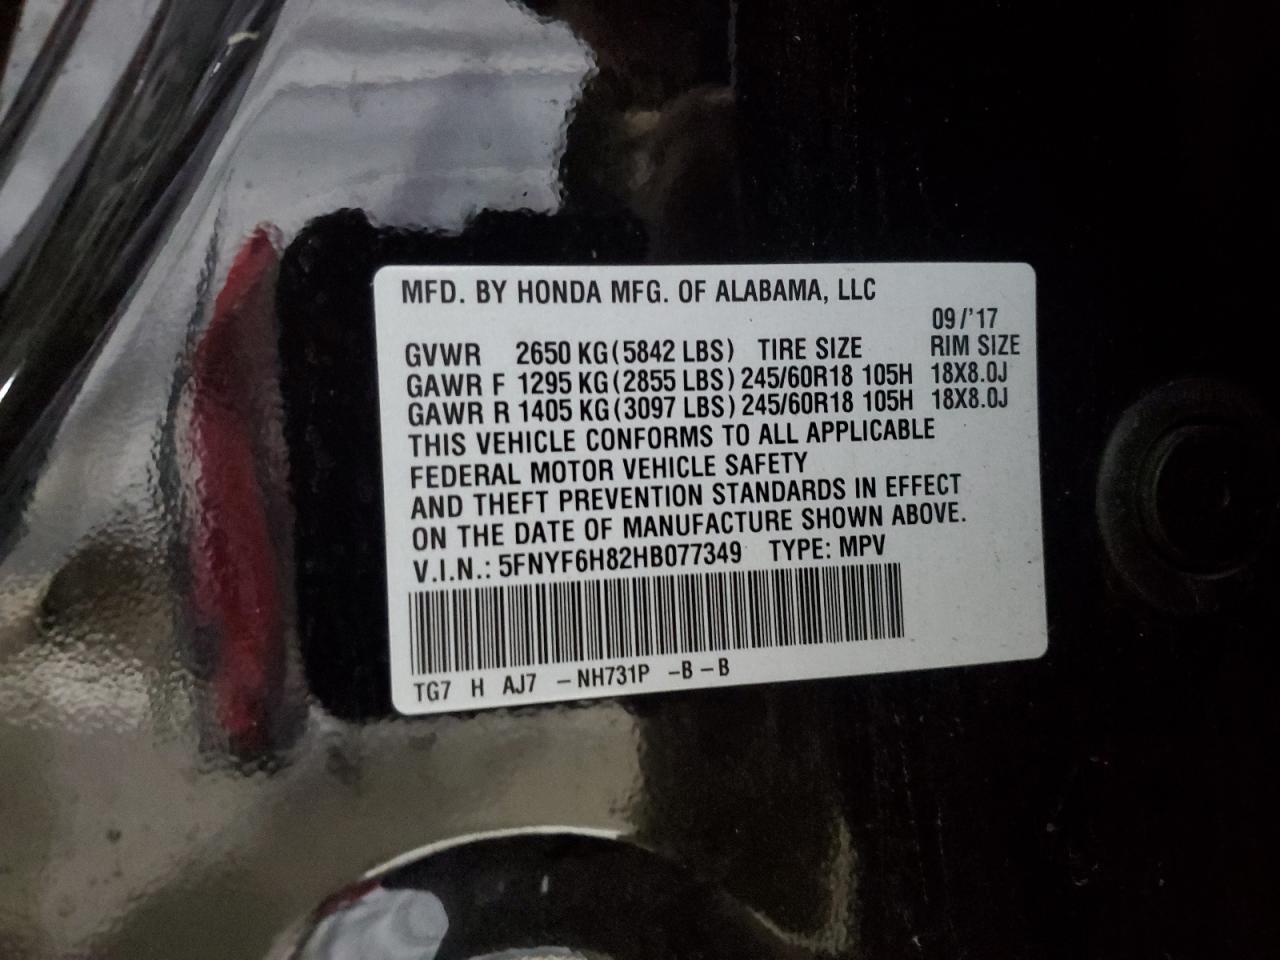 MFD. BY HONDA MFG. OF ALABAMA, LLC
09/'17
GVWR 2650 KG (5842 LBS) TIRE SIZE RIM SIZE
GAWR F 1295 KG (2855 LBS) 245/60R18 105H 18X8.0J
GAWR R 1405 KG (3097 LBS) 245/60R18 105H 18X8.0J
THIS VEHICLE CONFORMS TO ALL APPLICABLE
FEDERAL MOTOR VEHICLE SAFETY
AND THEFT PREVENTION STANDARDS IN EFFECT
ON THE DATE OF MANUFACTURE SHOWN ABOVE.
V.I.N.: 5FNYF6H82HB077349 TYPE: MPV
TG7 H AJ7 – NH731P – B – B